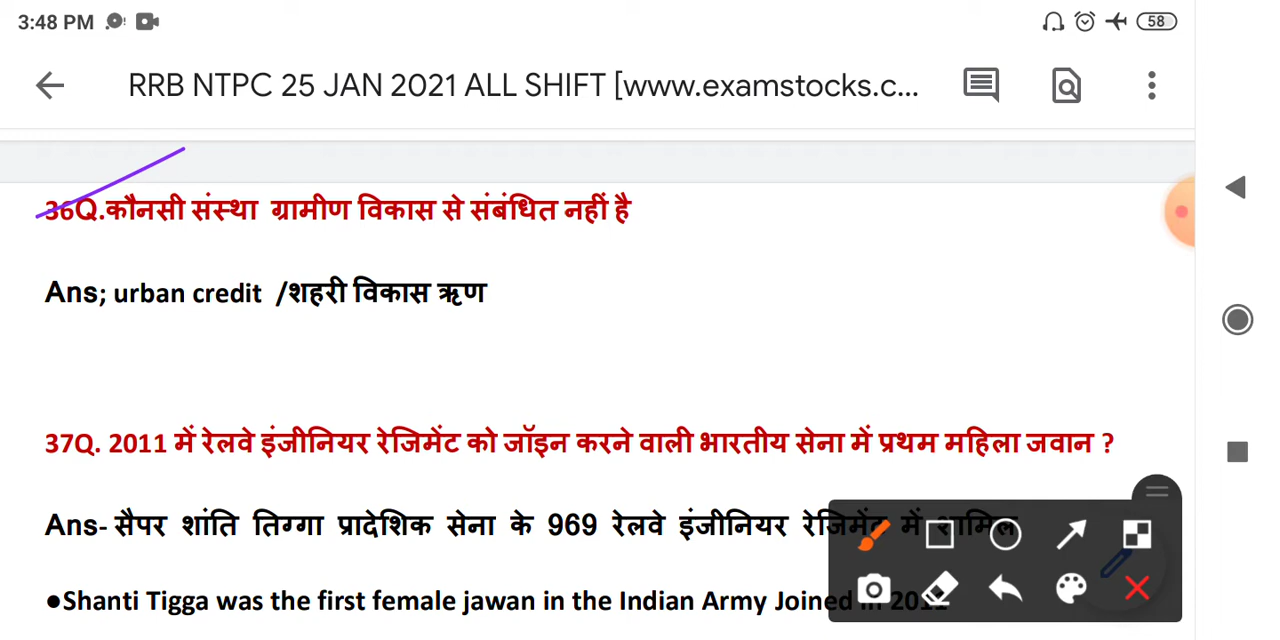 3:48 PM
58
RRB NTPC 25 JAN 2021 ALL SHIFT [www.examstocks.c...
36Q.कौनसी संस्था ग्रामीण विकास से संबंधित नहीं है
Ans; urban credit /शहरी विकास ऋण
37Q. 2011 में रेलवे इंजीनियर रेजिमेंट को जॉइन करने वाली भारतीय सेना में प्रथम महिला जवान ?
Ans- सैपर शांति तिग्गा प्रादेशिक सेना के 969 रेलवे इंजीनियर रेजिमेंट में शामिल
●Shanti Tigga was the first female jawan in the Indian Army Joined in 2011